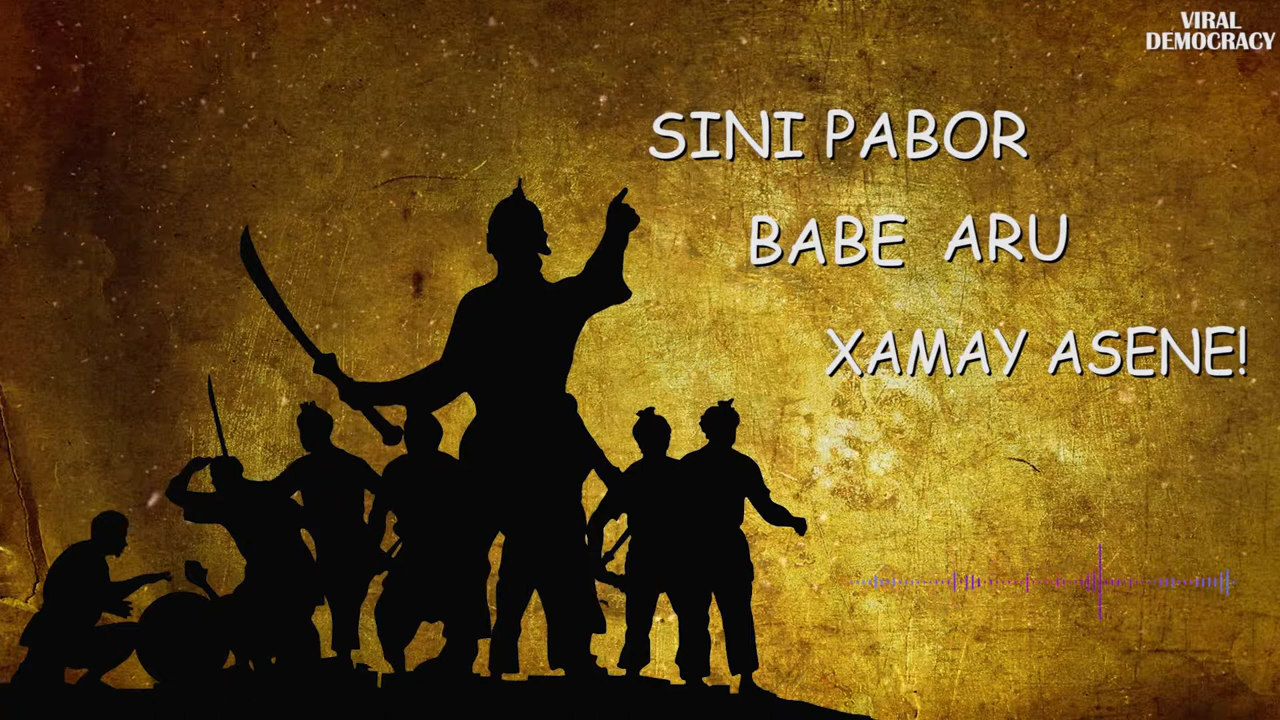 VIRAL
DEMOCRACY
SINI PABOR
BABE ARU
XAMAY ASENE!